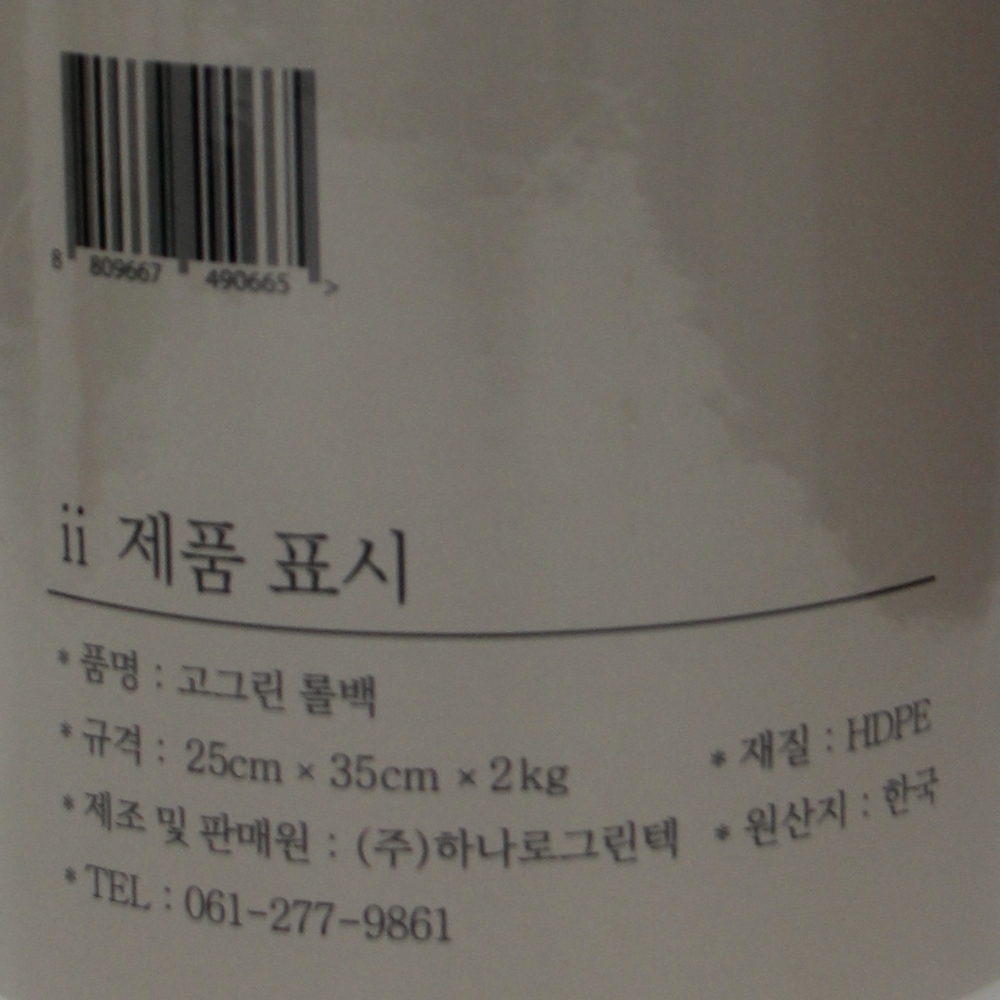 8 809667 490665 >
ii 제품 표시
* 품명 : 고그린 롤백
* 규격 : 25cm × 35cm × 2kg * 재질 : HDPE
* 제조 및 판매원 : (주)하나로그린텍 * 원산지 : 한국
* TEL : 061-277-9861